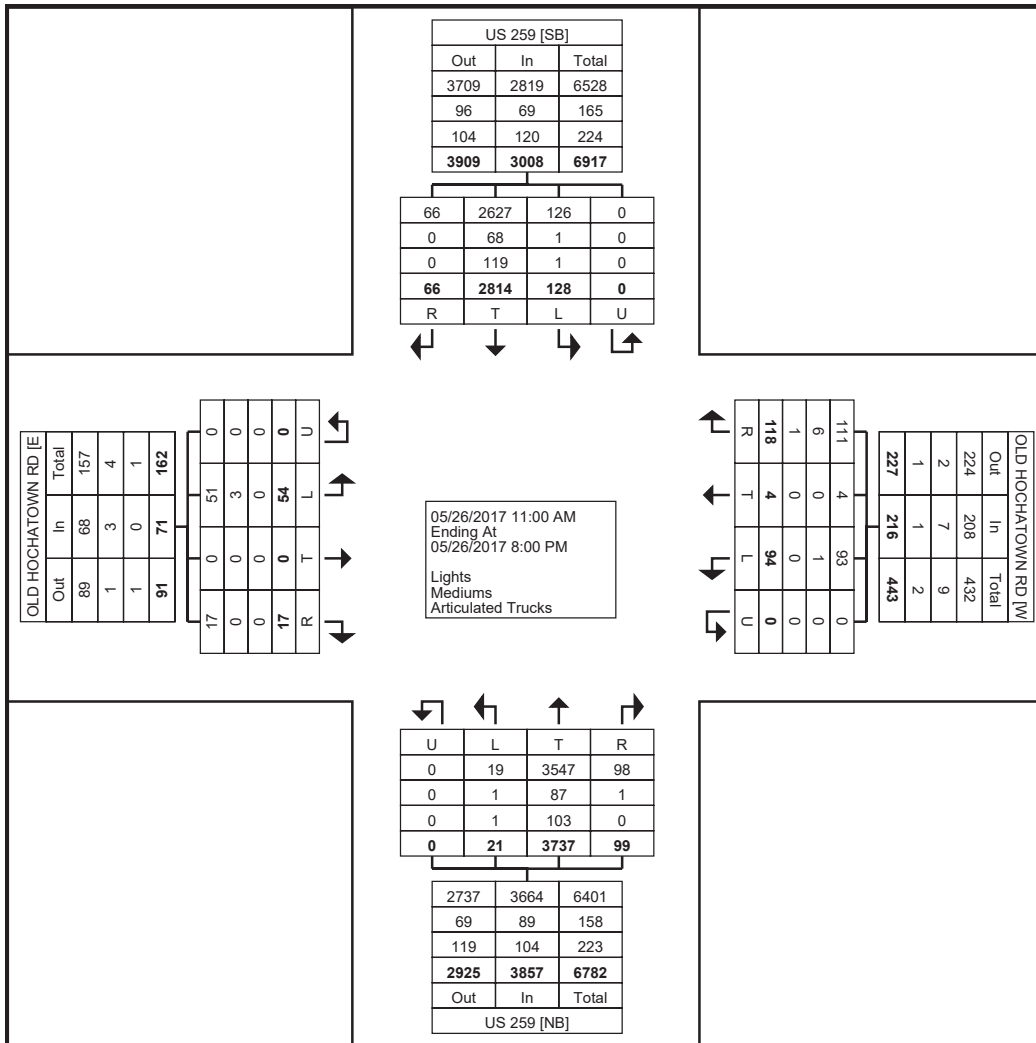 US 259 [SB]
Out In Total
3709 2819 6528
96 69 165
104 120 224
3909 3008 6917
66 2627 126 0
0 68 1 0
0 119 1 0
66 2814 128 0
R T L U
OLD HOCHATOWN RD [E
Total 157 4 1 162
In 68 3 0 71
Out 89 1 1 91
0 0 0 0 U
51 3 0 54 L
0 0 0 0 T
17 0 0 17 R
05/26/2017 11:00 AM
Ending At
05/26/2017 8:00 PM
Lights
Mediums
Articulated Trucks
R 118 1 6 111
T 4 0 0 4
L 94 0 1 93
U 0 0 0 0
227 1 2 224 Out
216 1 7 208 In
443 2 9 432 Total
OLD HOCHATOWN RD [W
U L T R
0 19 3547 98
0 1 87 1
0 1 103 0
0 21 3737 99
2737 3664 6401
69 89 158
119 104 223
2925 3857 6782
Out In Total
US 259 [NB]